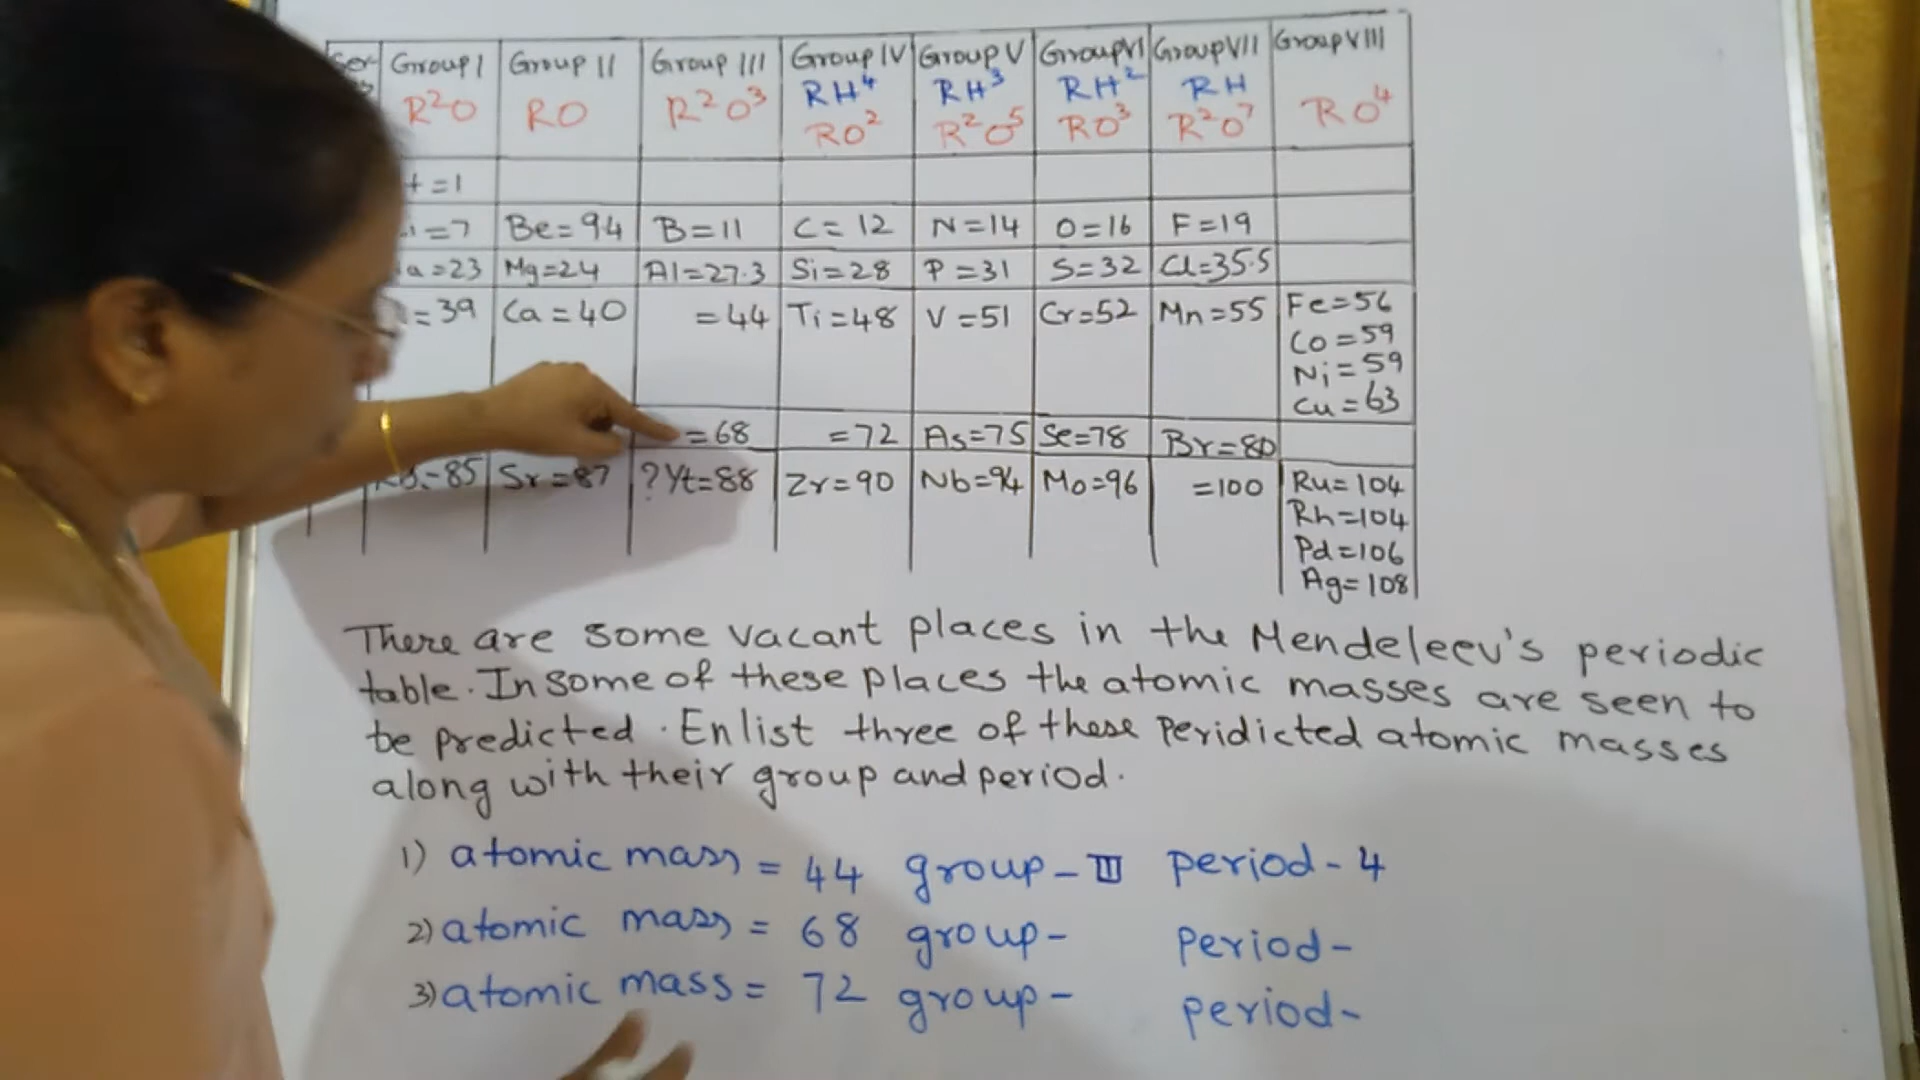 Group I Group II Group III Group IV Group V Group VI Group VII Group VIII
RH⁴ RH³ RH² RH
R²O RO R²O³ RO² R²O⁵ RO³ R²O⁷ RO⁴
=1
=7 Be=94 B=11 C=12 N=14 O=16 F=19
a=23 Mg=24 Al=27.3 Si=28 P=31 S=32 Cl=35.5
=39 Ca=40 =44 Ti=48 V=51 Cr=52 Mn=55 Fe=56
Co=59
Ni=59
Cu=63
=68 =72 As=75 Se=78 Br=80
=85 Sr=87 ?Yt=88 Zr=90 Nb=94 Mo=96 =100 Ru=104
Rh=104
Pd=106
Ag=108
There are some vacant places in the Mendeleev's periodic
table. In some of these places the atomic masses are seen to
be predicted. Enlist three of these Peridicted atomic masses
along with their group and period.
1) atomic mass = 44 group-III period-4
2) atomic mass = 68 group- period-
3) atomic mass = 72 group- period-